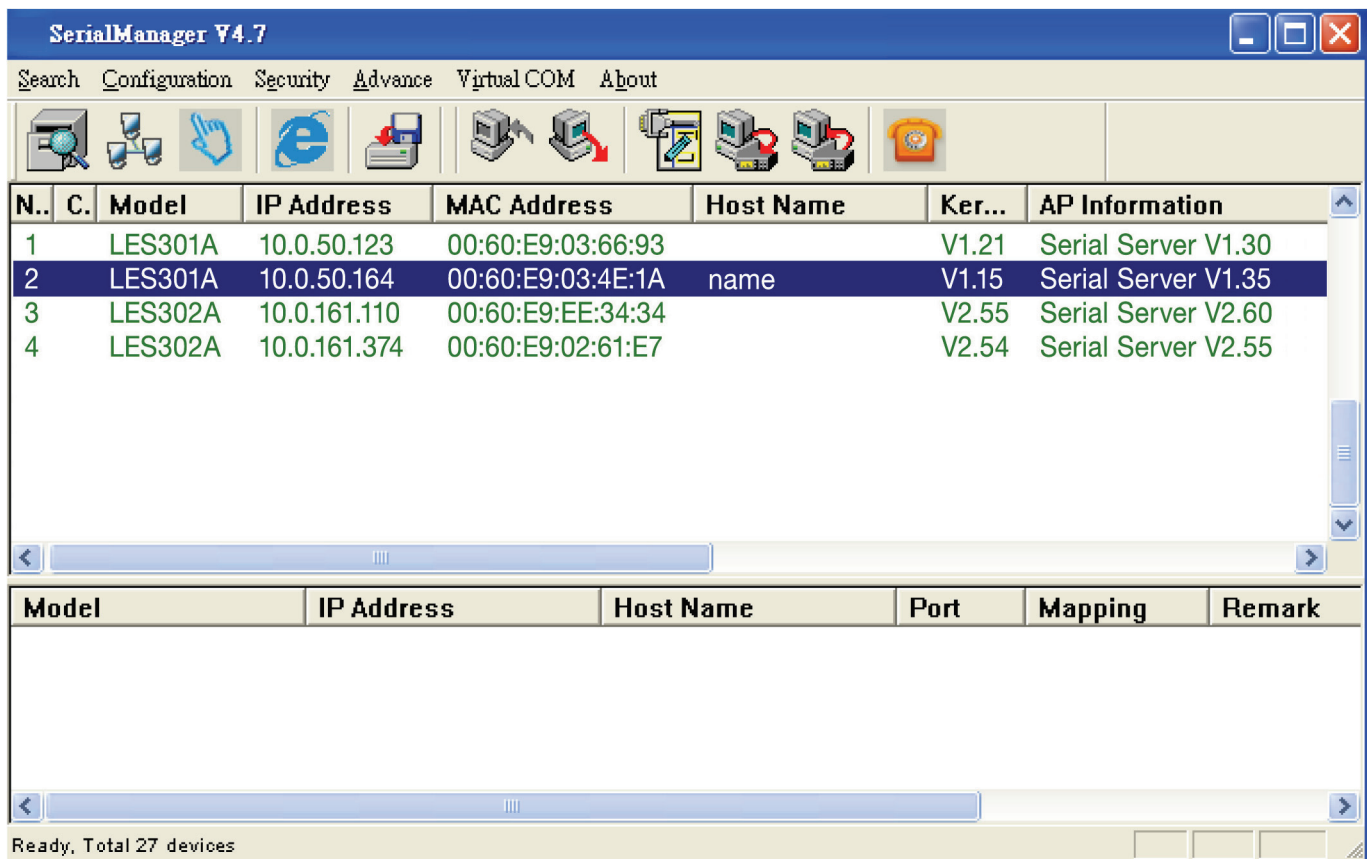 SerialManager V4.7
Search Configuration Security Advance Virtual COM About
N.. C. Model IP Address MAC Address Host Name Ker... AP Information
1 LES301A 10.0.50.123 00:60:E9:03:66:93 V1.21 Serial Server V1.30
2 LES301A 10.0.50.164 00:60:E9:03:4E:1A name V1.15 Serial Server V1.35
3 LES302A 10.0.161.110 00:60:E9:EE:34:34 V2.55 Serial Server V2.60
4 LES302A 10.0.161.374 00:60:E9:02:61:E7 V2.54 Serial Server V2.55
Model IP Address Host Name Port Mapping Remark
Ready, Total 27 devices